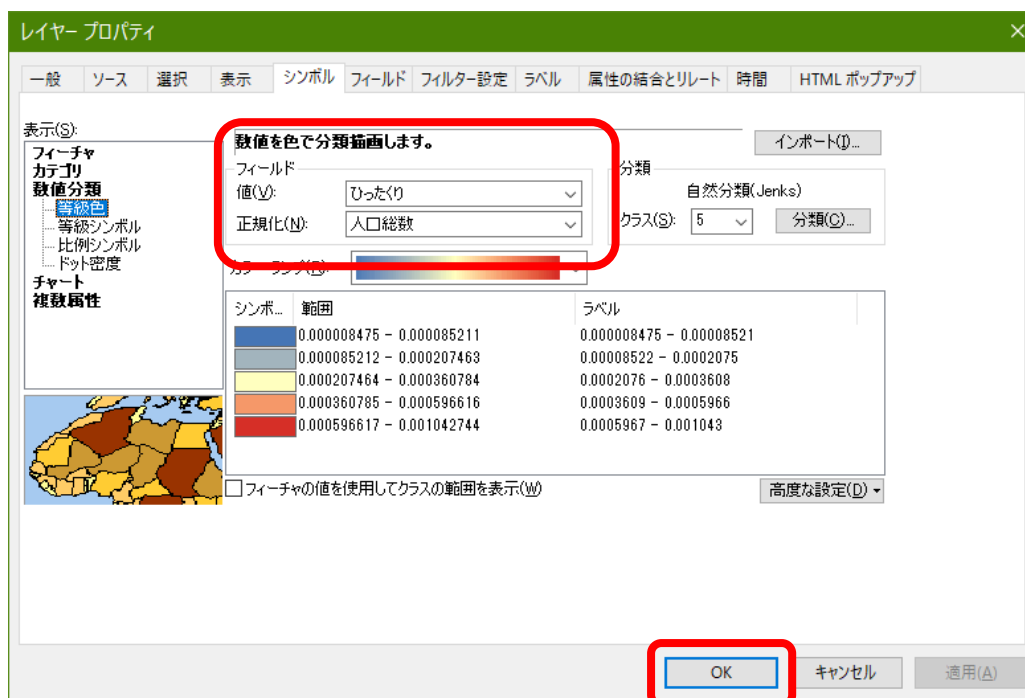 レイヤー プロパティ
一般 ソース 選択 表示 シンボル フィールド フィルター設定 ラベル 属性の結合とリレート 時間 HTML ポップアップ
表示(S):
フィーチャ
カテゴリ
数値分類
等級色
等級シンボル
比例シンボル
ドット密度
チャート
複数属性
数値を色で分類描画します。
インポート(I)...
フィールド
値(V): ひったくり
正規化(N): 人口総数
分類
自然分類(Jenks)
クラス(S): 5 分類(C)...
カラー ランプ(R):
シンボ... 範囲 ラベル
0.000008475 - 0.000085211 0.000008475 - 0.00008521
0.000085212 - 0.000207463 0.00008522 - 0.0002075
0.000207464 - 0.000360784 0.0002076 - 0.0003608
0.000360785 - 0.000596616 0.0003609 - 0.0005966
0.000596617 - 0.001042744 0.0005967 - 0.001043
フィーチャの値を使用してクラスの範囲を表示(W)
高度な設定(D)
OK キャンセル 適用(A)